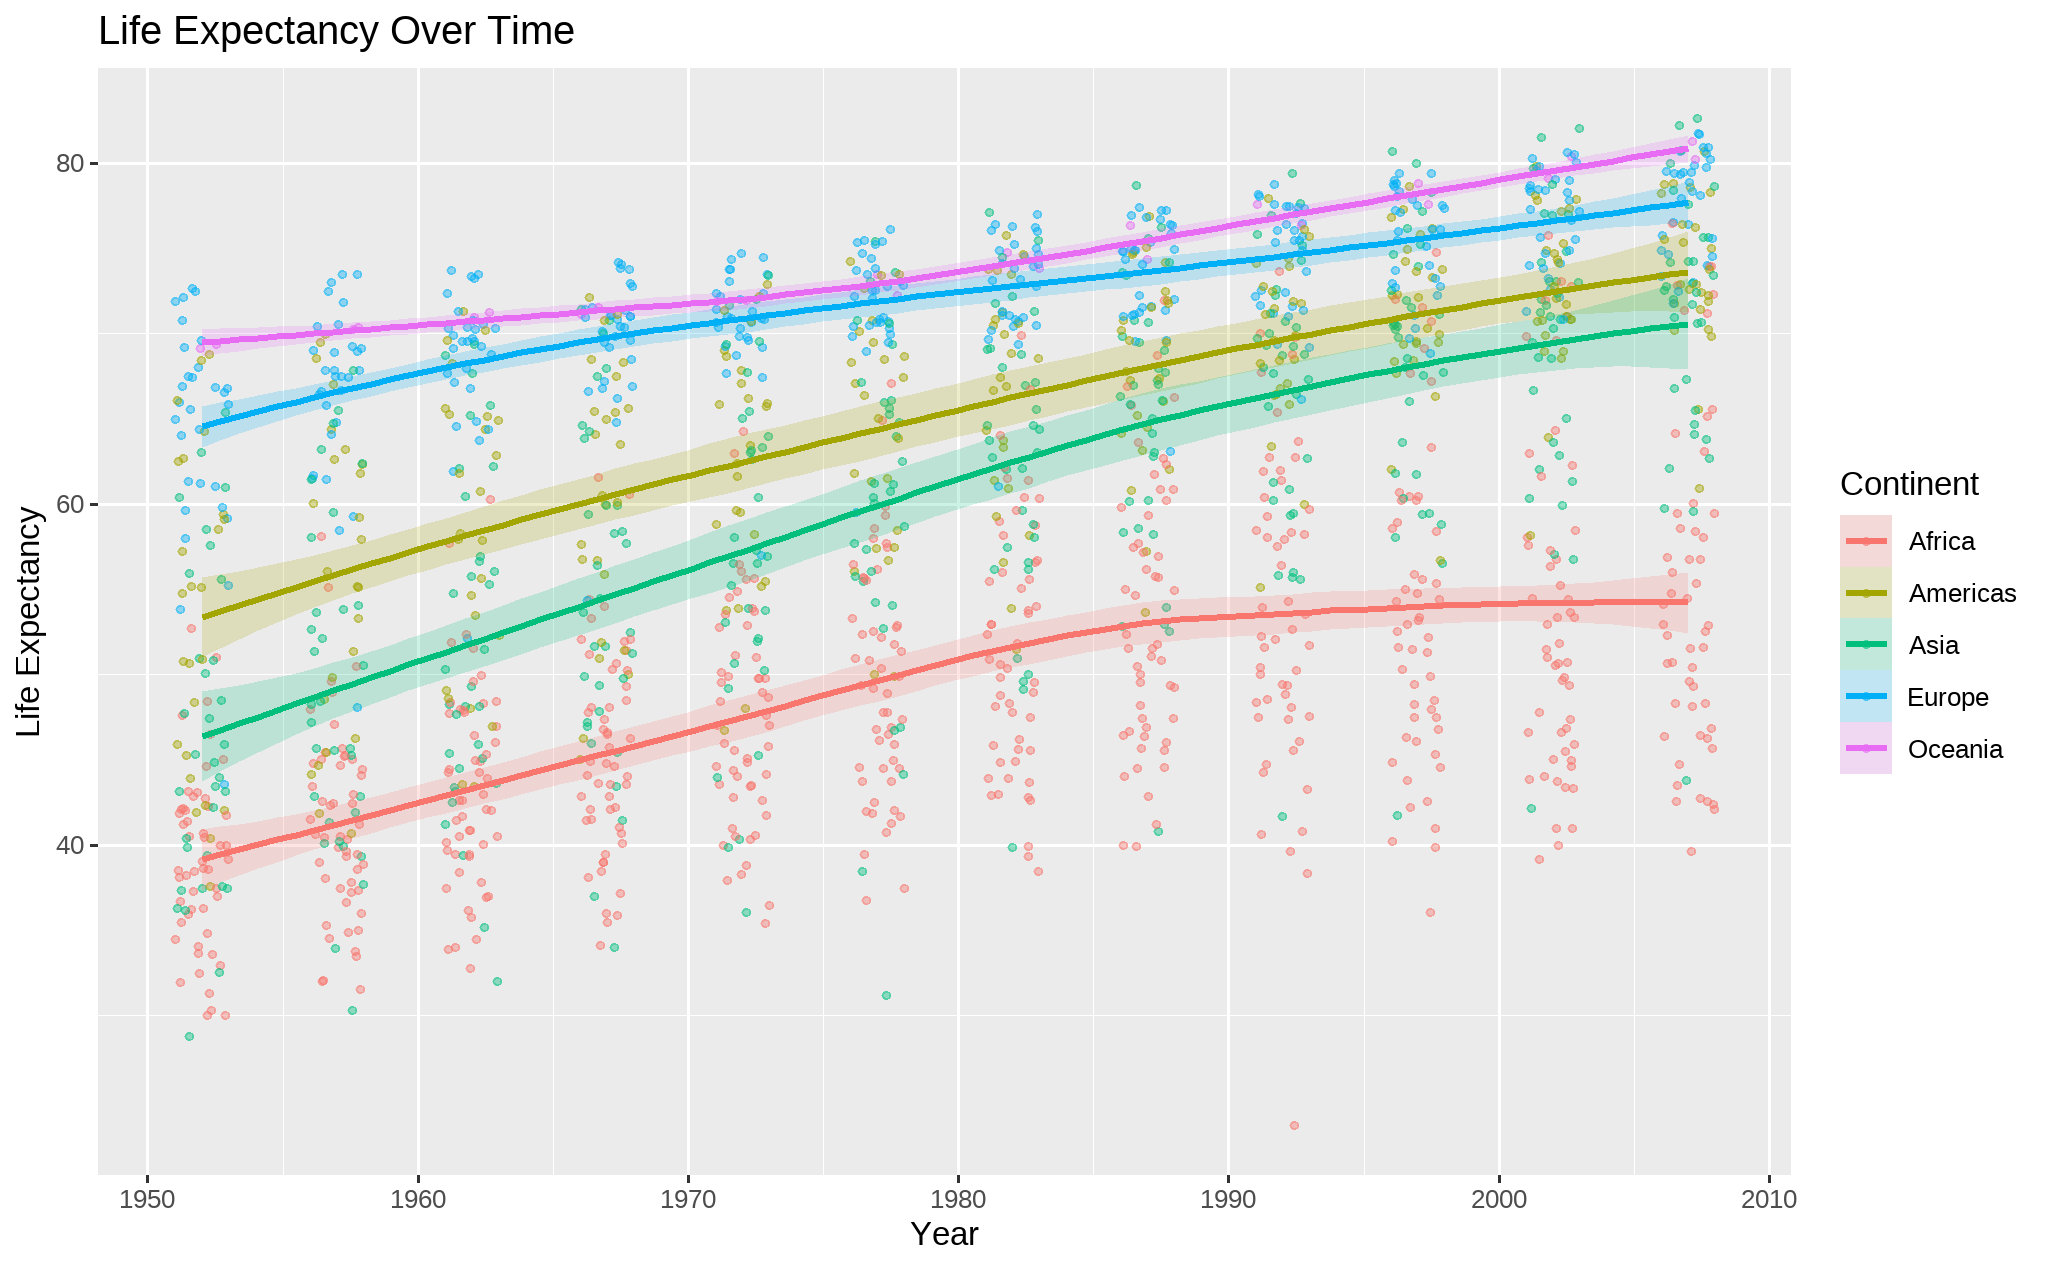 Life Expectancy Over Time
Life Expectancy
80
60
40
1950 1960 1970 1980 1990 2000 2010
Year
Continent
Africa
Americas
Asia
Europe
Oceania